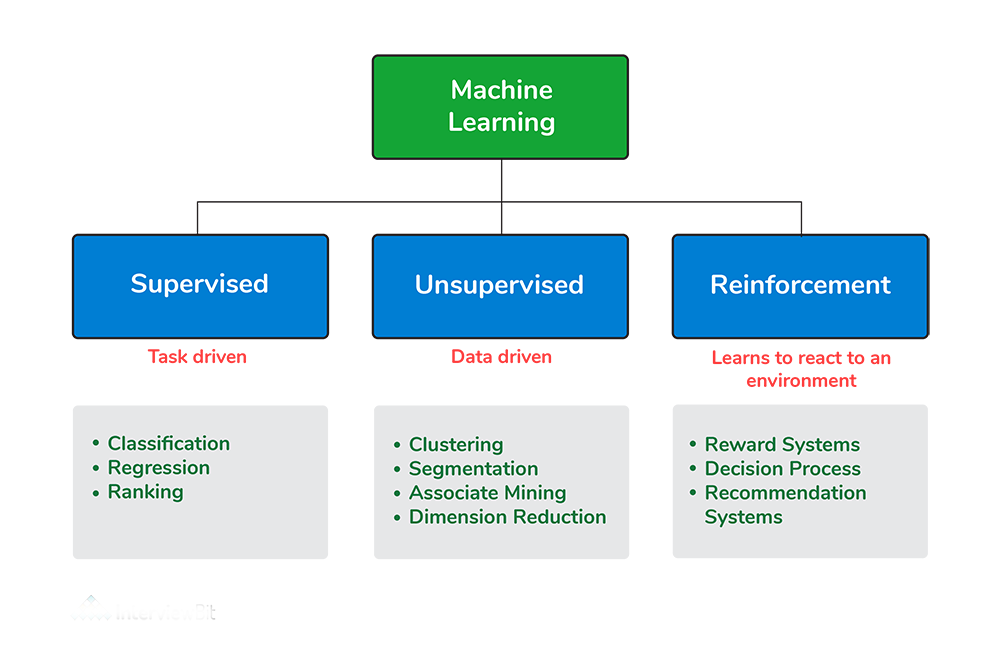 Machine
Learning
Supervised
Unsupervised
Reinforcement
Task driven
Data driven
Learns to react to an
environment
• Classification
• Regression
• Ranking
• Clustering
• Segmentation
• Associate Mining
• Dimension Reduction
• Reward Systems
• Decision Process
• Recommendation
Systems
InterviewBit